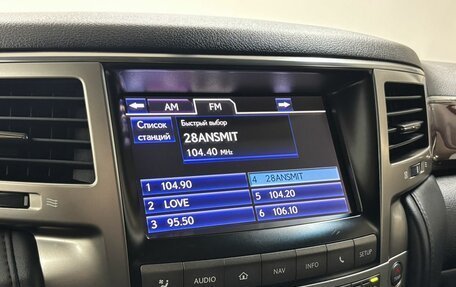 AM FM
Список станций
Быстрый выбор
28ANSMIT
104.40 MHz
1 104.90
2 LOVE
3 95.50
4 28ANSMIT
5 104.20
6 106.10
AUDIO NAV INFO SETUP